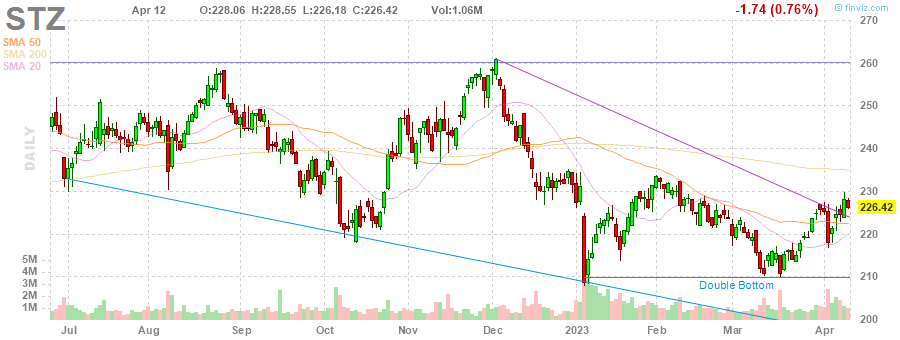 STZ
Apr 12
O:228.06 H:228.55 L:226.18 C:226.42
Vol:1.06M
-1.74 (0.76%)
© finviz.com
SMA 50
SMA 200
SMA 20
DAILY
270
260
250
240
230
226.42
220
210
200
5M
4M
3M
2M
1M
Double Bottom
Jul Aug Sep Oct Nov Dec 2023 Feb Mar Apr